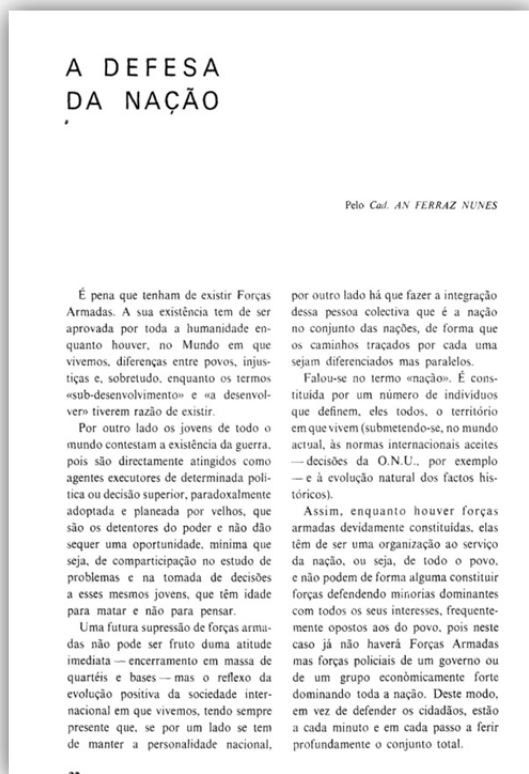 A DEFESA
DA NAÇÃO
Pelo Cad. AN FERRAZ NUNES
É pena que tenham de existir Forças
Armadas. A sua existência tem de ser
aprovada por toda a humanidade en-
quanto houver, no Mundo em que
vivemos, diferenças entre povos, injus-
tiças e, sobretudo, enquanto os termos
«sub-desenvolvimento» e «a desenvol-
ver» tiverem razão de existir.
Por outro lado os jovens de todo o
mundo contestam a existência da guerra,
pois são directamente atingidos como
agentes executores de determinada polí-
tica ou decisão superior, paradoxalmente
adoptada e planeada por velhos, que
são os detentores do poder e não dão
sequer uma oportunidade, mínima que
seja, de comparticipação no estudo de
problemas e na tomada de decisões
a esses mesmos jovens, que têm idade
para matar e não para pensar.
Uma futura supressão de forças arma-
das não pode ser fruto duma atitude
imediata — encerramento em massa de
quartéis e bases — mas o reflexo da
evolução positiva da sociedade inter-
nacional em que vivemos, tendo sempre
presente que, se por um lado se tem
de manter a personalidade nacional,
por outro lado há que fazer a integração
dessa pessoa colectiva que é a nação
no conjunto das nações, de forma que
os caminhos traçados por cada uma
sejam diferenciados mas paralelos.
Falou-se no termo «nação». É cons-
tituída por um número de indivíduos
que definem, eles todos, o território
em que vivem (submetendo-se, no mundo
actual, às normas internacionais aceites
— decisões da O.N.U., por exemplo
— e à evolução natural dos factos his-
tóricos).
Assim, enquanto houver forças
armadas devidamente constituídas, elas
têm de ser uma organização ao serviço
da nação, ou seja, de todo o povo,
e não podem de forma alguma constituir
forças defendendo minorias dominantes
com todos os seus interesses, frequente-
mente opostos aos do povo, pois neste
caso já não haverá Forças Armadas
mas forças policiais de um governo ou
de um grupo econòmicamente forte
dominando toda a nação. Deste modo,
em vez de defender os cidadãos, estão
a cada minuto e em cada passo a ferir
profundamente o conjunto total.